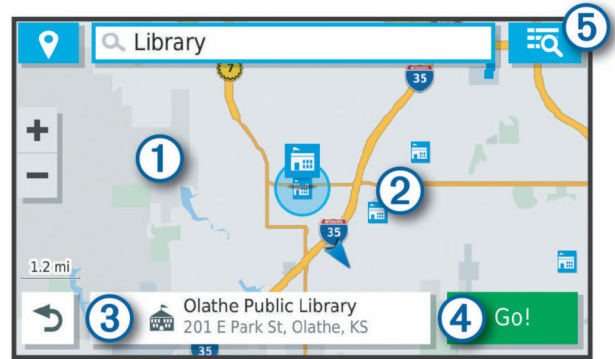 Library
5
7
35
+
1
−
2
35
1.2 mi
3
Olathe Public Library
201 E Park St, Olathe, KS
4
Go!
35